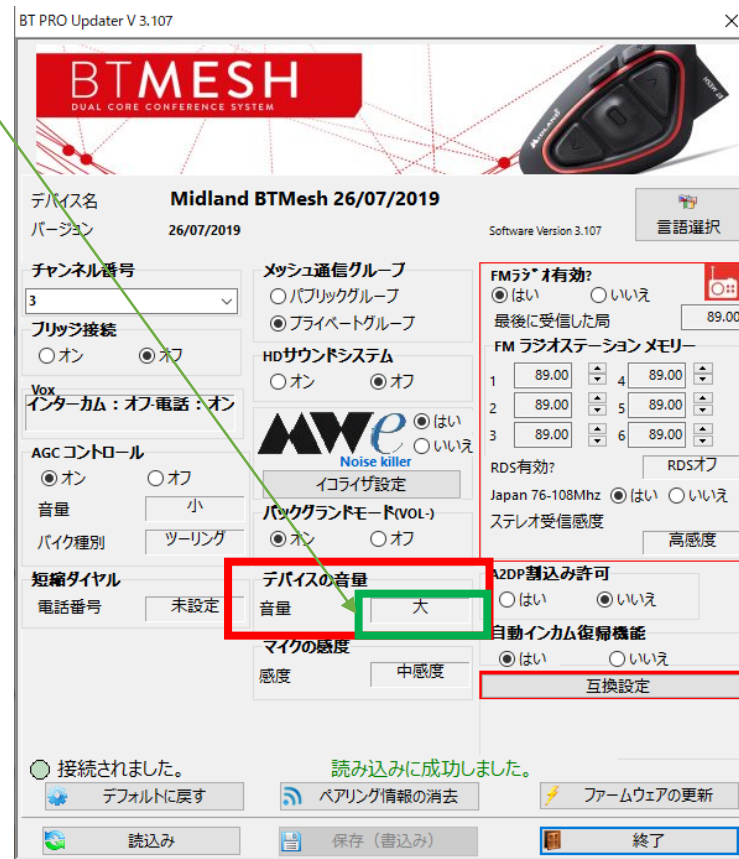 BT PRO Updater V 3.107
BTMESH
DUAL CORE CONFERENCE SYSTEM
MIDLAND
BT MESH
デバイス名 Midland BTMesh 26/07/2019
バージョン 26/07/2019 Software Version 3.107 言語選択
チャンネル番号
3
ブリッジ接続
オン オフ
Vox
インターカム：オフ-電話：オン
AGC コントロール
オン オフ
音量 小
バイク種別 ツーリング
短縮ダイヤル
電話番号 未設定
メッシュ通信グループ
パブリックグループ
プライベートグループ
HDサウンドシステム
オン オフ
MWe
Noise killer
はい
いいえ
イコライザ設定
バックグランドモード(VOL-)
オン オフ
デバイスの音量
音量 大
マイクの感度
感度 中感度
FMラジオ有効?
はい いいえ
最後に受信した局 89.00
FM ラジオステーション メモリー
1 89.00 4 89.00
2 89.00 5 89.00
3 89.00 6 89.00
RDS有効? RDSオフ
Japan 76-108Mhz はい いいえ
ステレオ受信感度
高感度
A2DP割込み許可
はい いいえ
自動インカム復帰機能
はい いいえ
互換設定
接続されました。 読み込みに成功しました。
デフォルトに戻す ペアリング情報の消去 ファームウェアの更新
読込み 保存（書込み） 終了